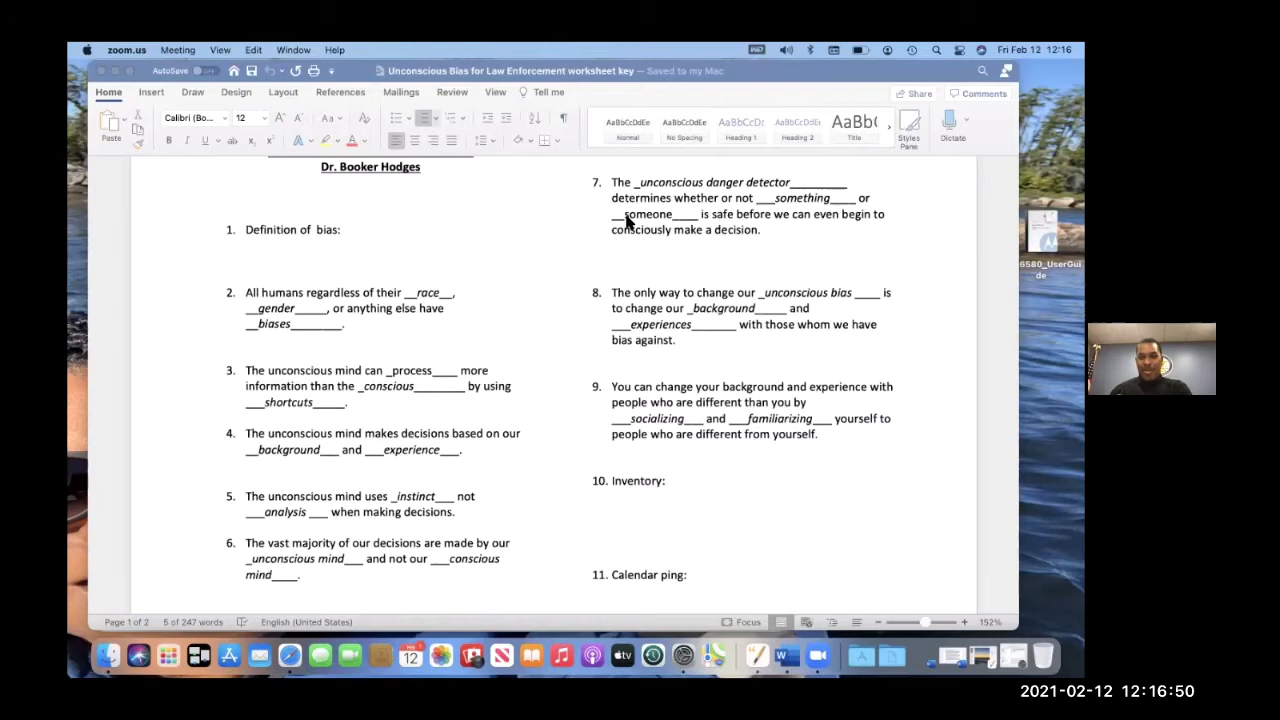 zoom.us Meeting View Edit Window Help Fri Feb 12 12:16
AutoSave OFF Unconscious Bias for Law Enforcement worksheet key — Saved to my Mac
Home Insert Draw Design Layout References Mailings Review View Tell me Share Comments
Paste Calibri (Bo... 12 AaBbCcDdEe AaBbCcDdEe AaBbCcDc AaBbCcDdEe AaBb( Styles Pane Dictate
Normal No Spacing Heading 1 Heading 2 Title
Dr. Booker Hodges
1. Definition of bias:
2. All humans regardless of their __race__,
__gender_____, or anything else have
__biases________.
3. The unconscious mind can _process____ more
information than the _conscious________ by using
___shortcuts_____.
4. The unconscious mind makes decisions based on our
__background___ and ___experience___.
5. The unconscious mind uses _instinct___ not
___analysis ___ when making decisions.
6. The vast majority of our decisions are made by our
_unconscious mind___ and not our ___conscious
mind____.
7. The _unconscious danger detector_________
determines whether or not ___something____ or
__someone____ is safe before we can even begin to
consciously make a decision.
8. The only way to change our _unconscious bias ____ is
to change our _background_____ and
___experiences_______ with those whom we have
bias against.
9. You can change your background and experience with
people who are different than you by
___socializing___ and ___familiarizing___ yourself to
people who are different from yourself.
10. Inventory:
11. Calendar ping:
6580_UserGui
de
Page 1 of 2 5 of 247 words English (United States) Focus 152%
12
tv
2021-02-12 12:16:50